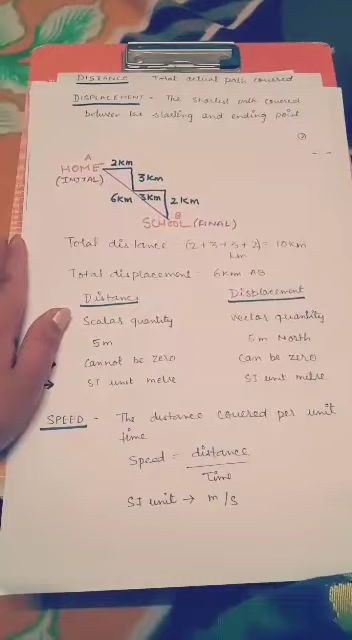 DISTANCE Total actual path covered
DISPLACEMENT - The shortest path covered
between the starting and ending point
2
A
HOME 2km
(INITAL) 3km
6km 3km 2km
B
SCHOOL (FINAL)
Total distance = (2+3+3+2) = 10km
km
Total displacement = 6km AB
Distance Displacement
Scalar quantity Vector quantity
5m 5m North
Cannot be zero Can be zero
→ SI unit metre SI unit metre
SPEED - The distance covered per unit
time
Speed = distance
Time
SI unit → m/s